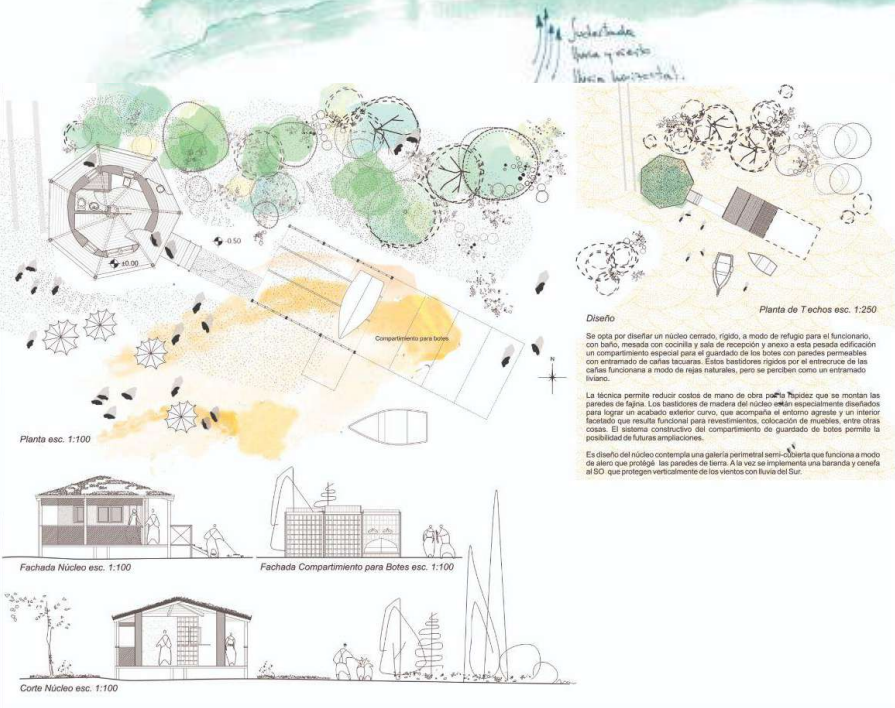 Sudestada
lluvia y viento
lluvia horizontal.
-0.50
±0.00
Compartimiento para botes
N
Planta esc. 1:100
Planta de Techos esc. 1:250
Diseño
Se opta por diseñar un núcleo cerrado, rígido, a modo de refugio para el funcionario,
con baño, mesada con cocinilla y sala de recepción y anexo a esta pesada edificación
un compartimiento especial para el guardado de los botes con paredes permeables
con entramado de cañas tacuaras. Estos bastidores rígidos por el entrecruce de las
cañas funcionana a modo de rejas naturales, pero se perciben como un entramado
liviano.
La técnica permite reducir costos de mano de obra por la rapidez que se montan las
paredes de fajina. Los bastidores de madera del núcleo están especialmente diseñados
para lograr un acabado exterior curvo, que acompaña el entorno agreste y un interior
facetado que resulta funcional para revestimientos, colocación de muebles, entre otras
cosas. El sistema constructivo del compartimento de guardado de botes permite la
posibilidad de futuras ampliaciones.
Es diseño del núcleo contempla una galería perimetral semi-cubierta que funciona a modo
de alero que protégé las paredes de tierra. A la vez se implementa una baranda y cenefa
al SO que protegen verticalmente de los vientos con lluvia del Sur.
Fachada Núcleo esc. 1:100
Fachada Compartimiento para Botes esc. 1:100
Corte Núcleo esc. 1:100